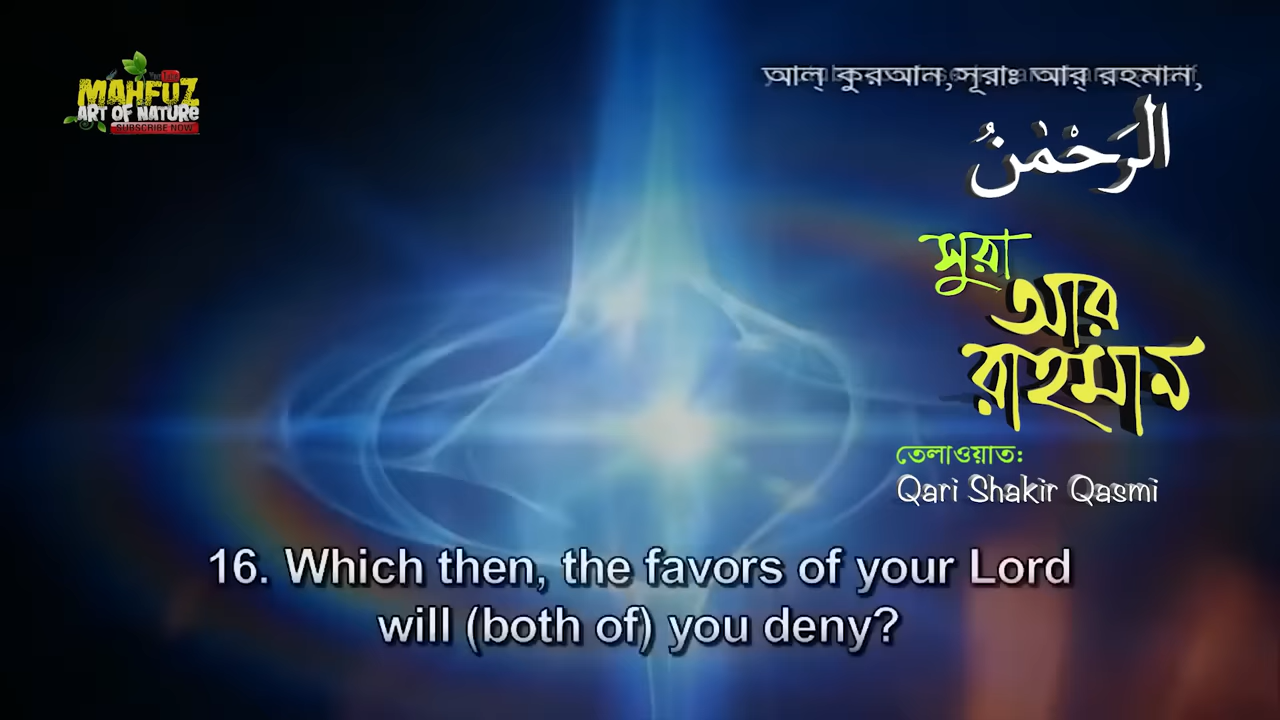 MAHFUZ
ART OF NATURe
SUBSCRIBE NOW
আল্ কুরআন,সূরাঃ আর্ রহমান,
الرَحْمٰنُ
সুরা
আর
রাহমান
তেলাওয়াত:
Qari Shakir Qasmi
16. Which then, the favors of your Lord
will (both of) you deny?